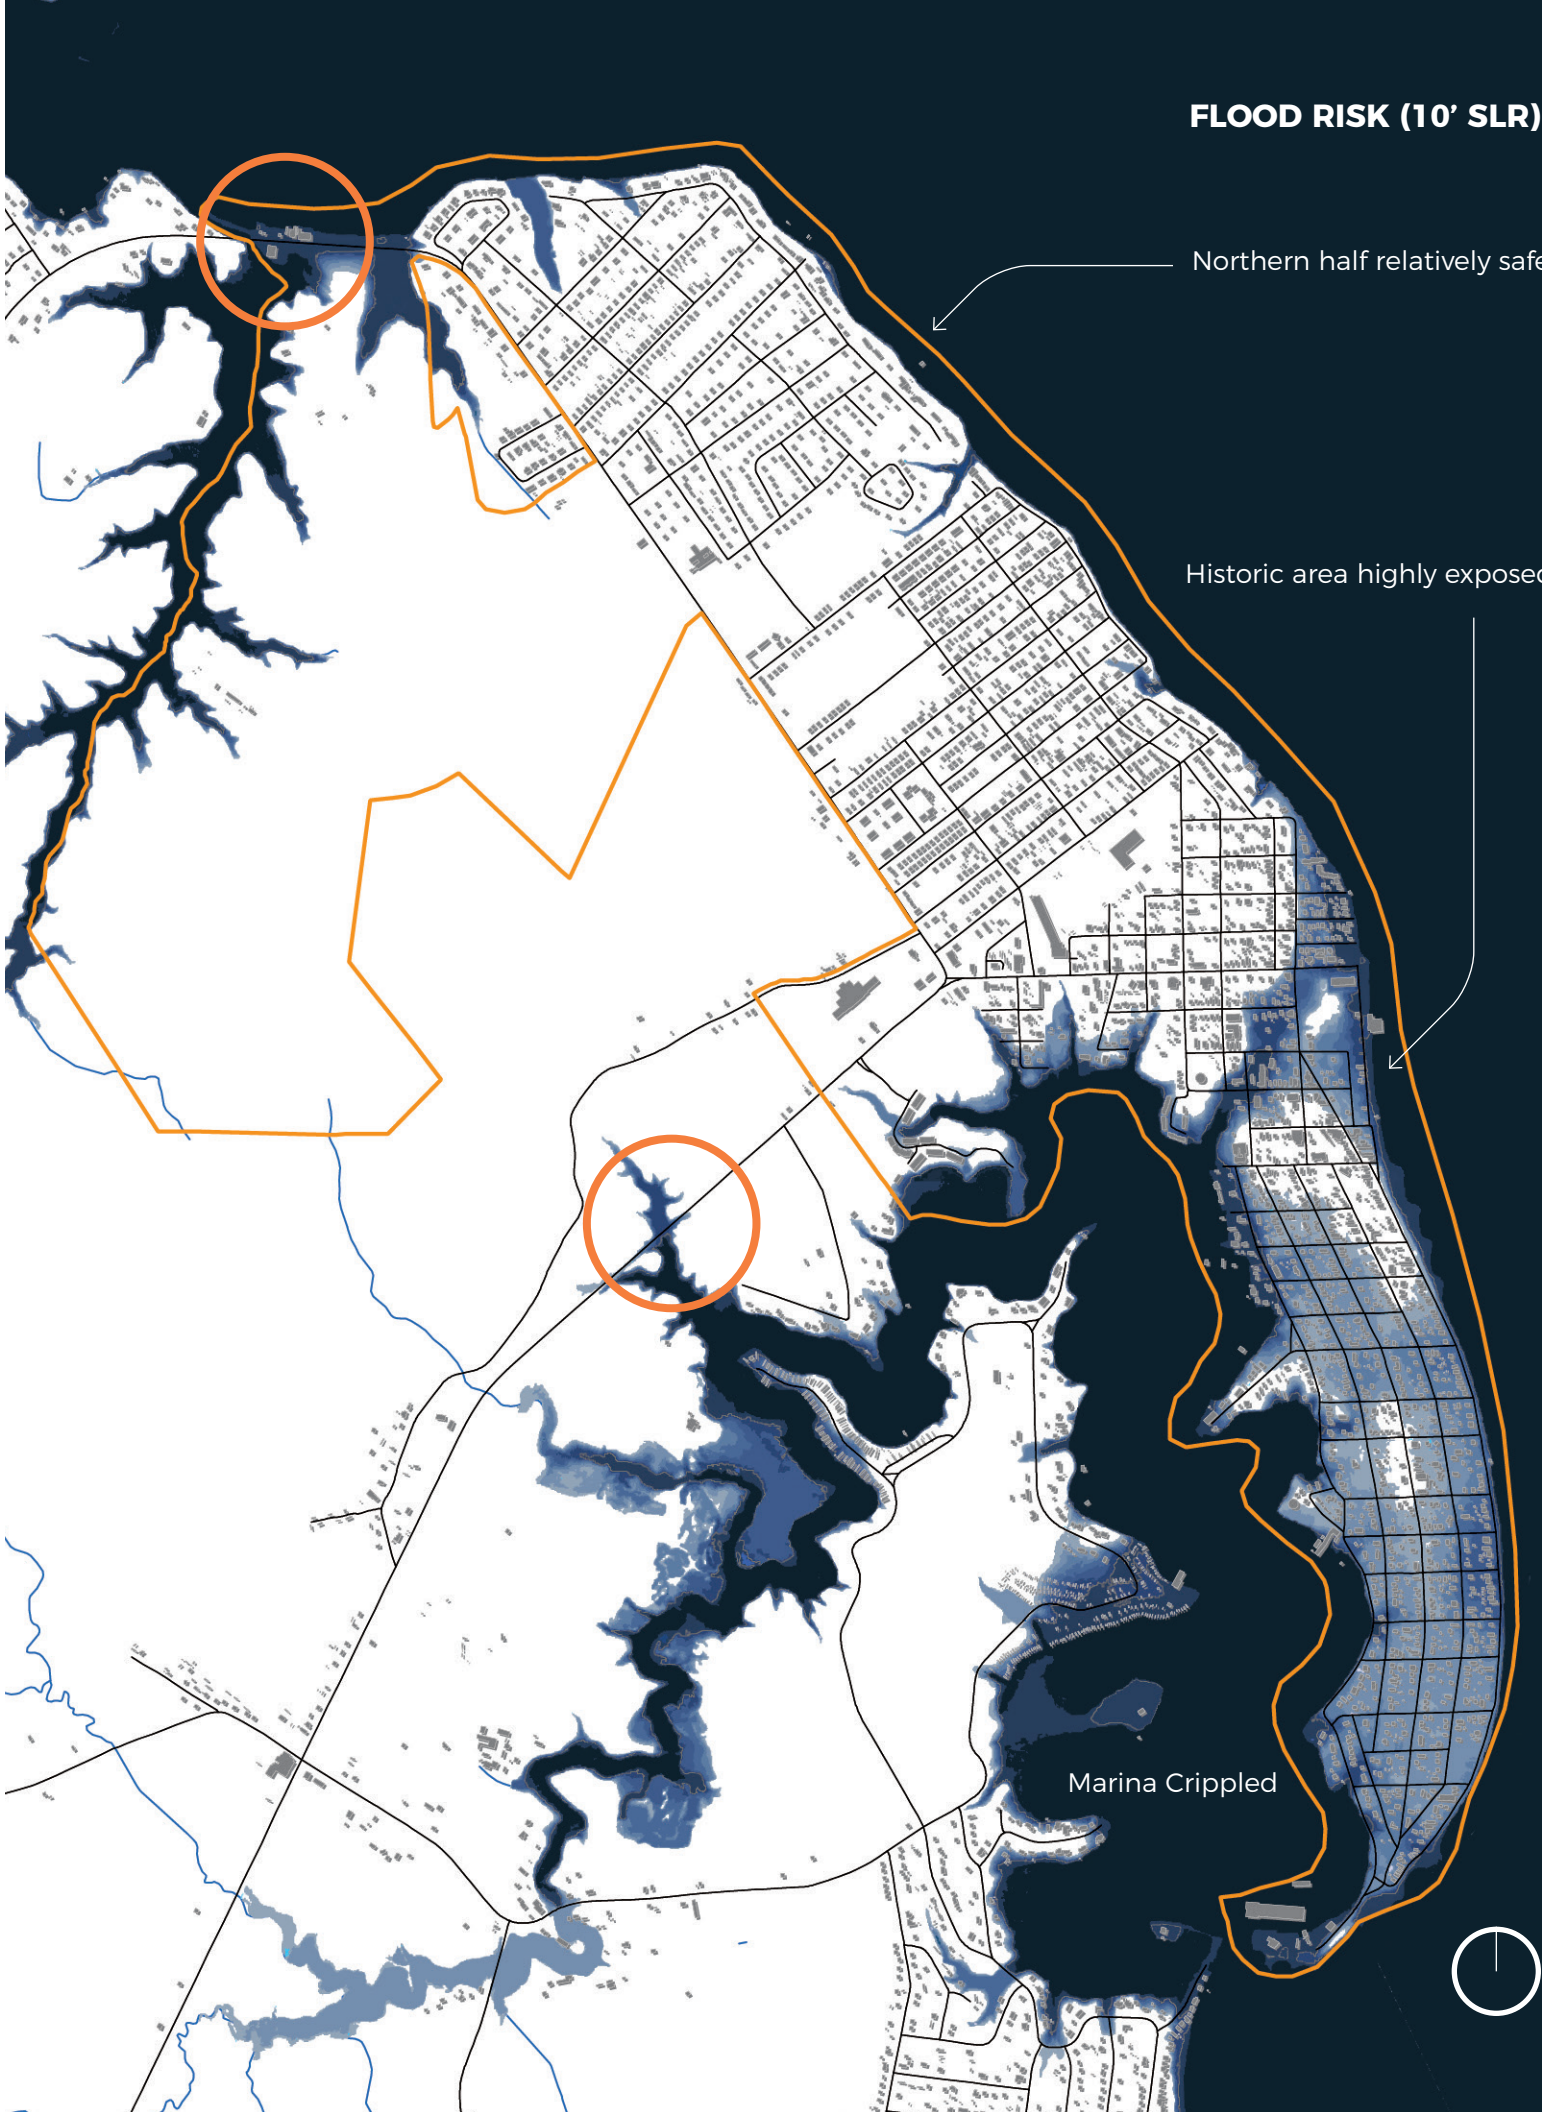 FLOOD RISK (10’ SLR)
Northern half relatively safe
Historic area highly exposed
Marina Crippled